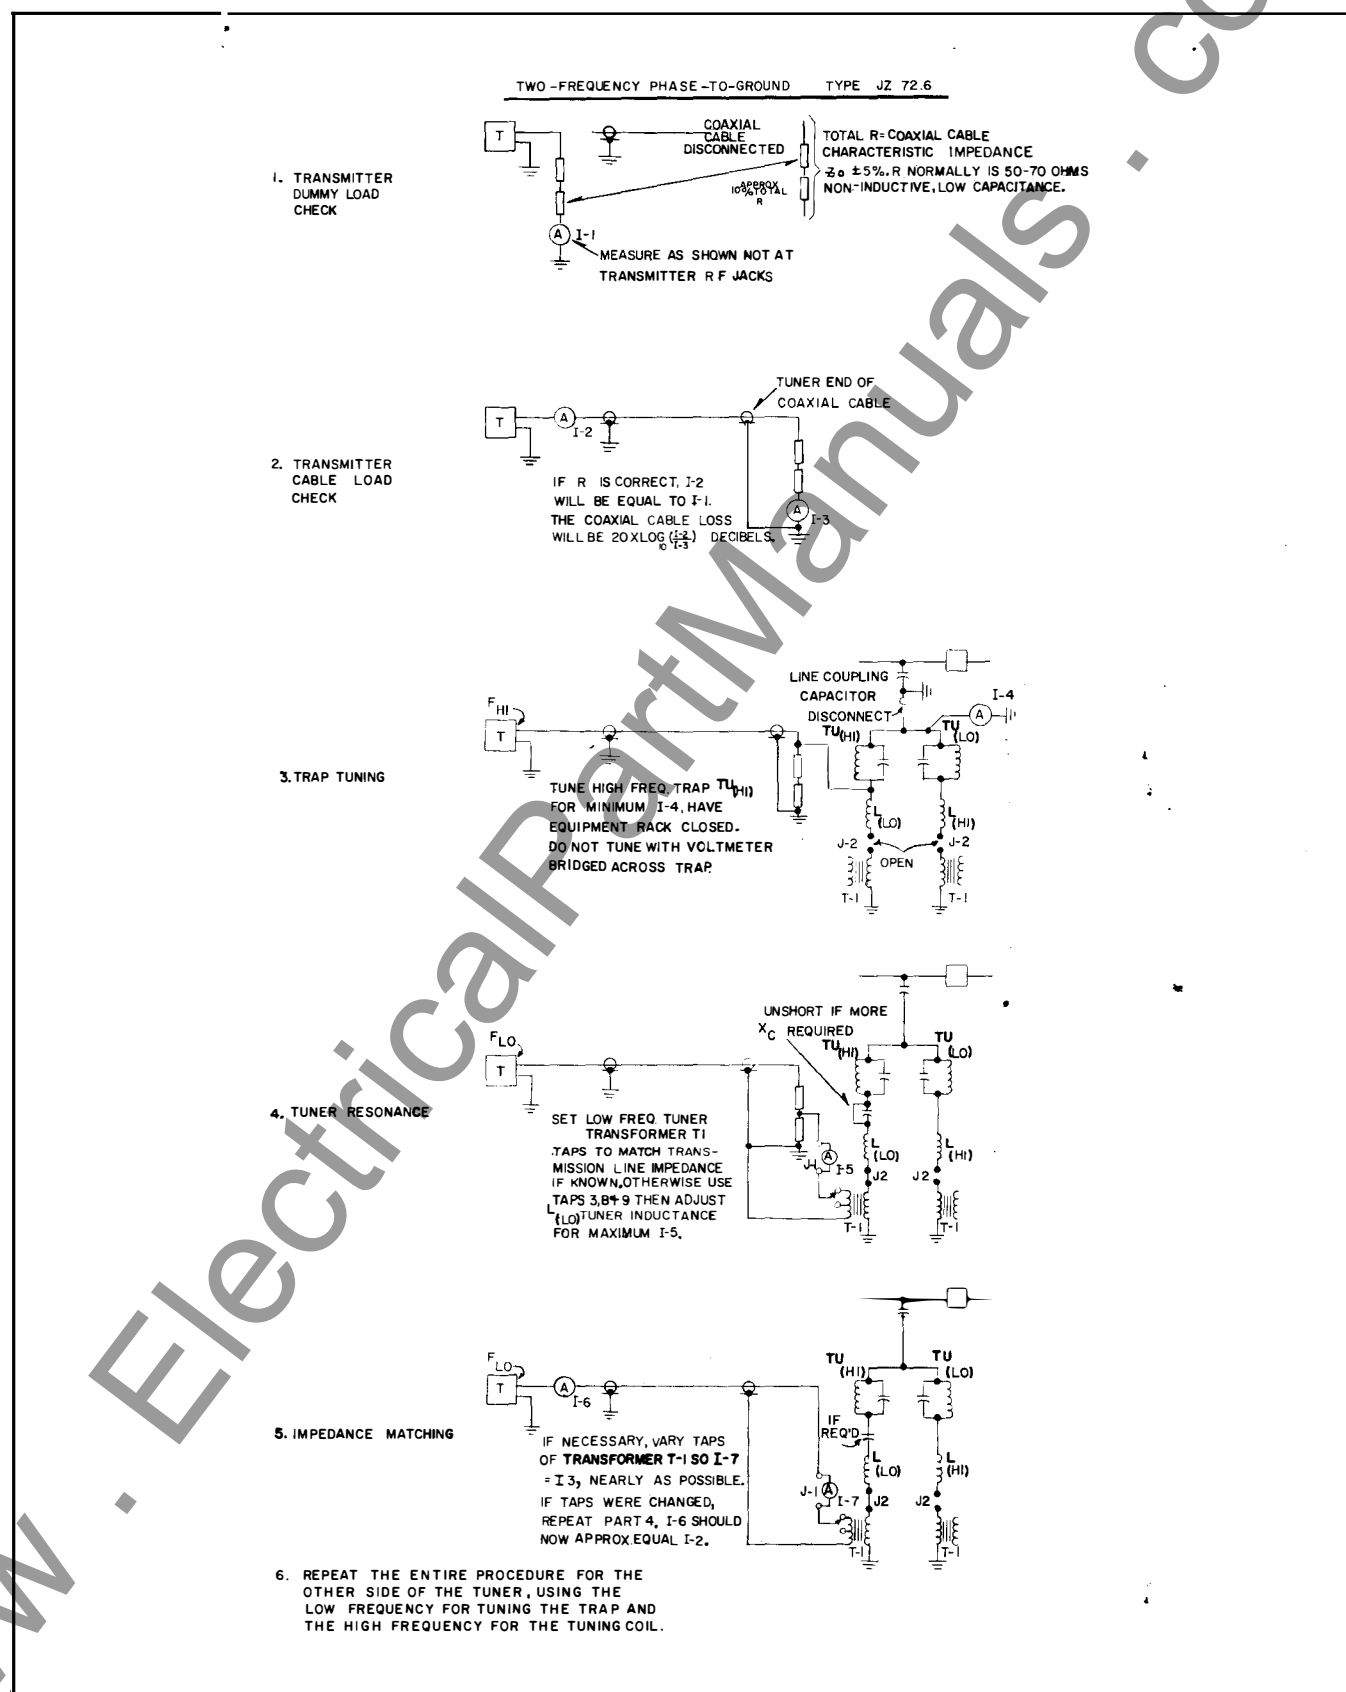 TWO-FREQUENCY PHASE-TO-GROUND TYPE JZ 72.6
T
COAXIAL
CABLE
DISCONNECTED
TOTAL R=COAXIAL CABLE
CHARACTERISTIC IMPEDANCE
Zo ±5%. R NORMALLY IS 50-70 OHMS
NON-INDUCTIVE, LOW CAPACITANCE.
APPROX
10% TOTAL
R
1. TRANSMITTER
DUMMY LOAD
CHECK
A I-1
MEASURE AS SHOWN NOT AT
TRANSMITTER R F JACKS
TUNER END OF
COAXIAL CABLE
T
A
I-2
2. TRANSMITTER
CABLE LOAD
CHECK
IF R IS CORRECT, I-2
WILL BE EQUAL TO I-1.
THE COAXIAL CABLE LOSS
WILL BE 20XLOG10 (I-2/I-3) DECIBELS.
A
I-3
LINE COUPLING
CAPACITOR
DISCONNECT
I-4
A
F HI
T
TU (HI)
TU (LO)
3. TRAP TUNING
TUNE HIGH FREQ. TRAP TU(HI)
FOR MINIMUM I-4, HAVE
EQUIPMENT RACK CLOSED.
DO NOT TUNE WITH VOLTMETER
BRIDGED ACROSS TRAP.
L (LO)
L (HI)
J-2
J-2
OPEN
T-1
T-1
UNSHORT IF MORE
XC REQUIRED
F LO
T
TU (HI)
TU (LO)
4. TUNER RESONANCE
SET LOW FREQ. TUNER
TRANSFORMER T1
TAPS TO MATCH TRANS-
MISSION LINE IMPEDANCE
IF KNOWN, OTHERWISE USE
TAPS 3,8+9 THEN ADJUST
L(LO) TUNER INDUCTANCE
FOR MAXIMUM I-5.
A
J-1
I-5
L (LO)
L (HI)
J2
J2
T-1
T-1
F LO
T
A
I-6
TU (HI)
TU (LO)
5. IMPEDANCE MATCHING
IF NECESSARY, VARY TAPS
OF TRANSFORMER T-1 SO I-7
= I3, NEARLY AS POSSIBLE.
IF TAPS WERE CHANGED,
REPEAT PART 4. I-6 SHOULD
NOW APPROX. EQUAL I-2.
IF
REQ'D
L (LO)
L (HI)
J-1 A
I-7
J2
J2
T-1
T-1
6. REPEAT THE ENTIRE PROCEDURE FOR THE
OTHER SIDE OF THE TUNER, USING THE
LOW FREQUENCY FOR TUNING THE TRAP AND
THE HIGH FREQUENCY FOR THE TUNING COIL.
w . ElectricalPartManuals . co